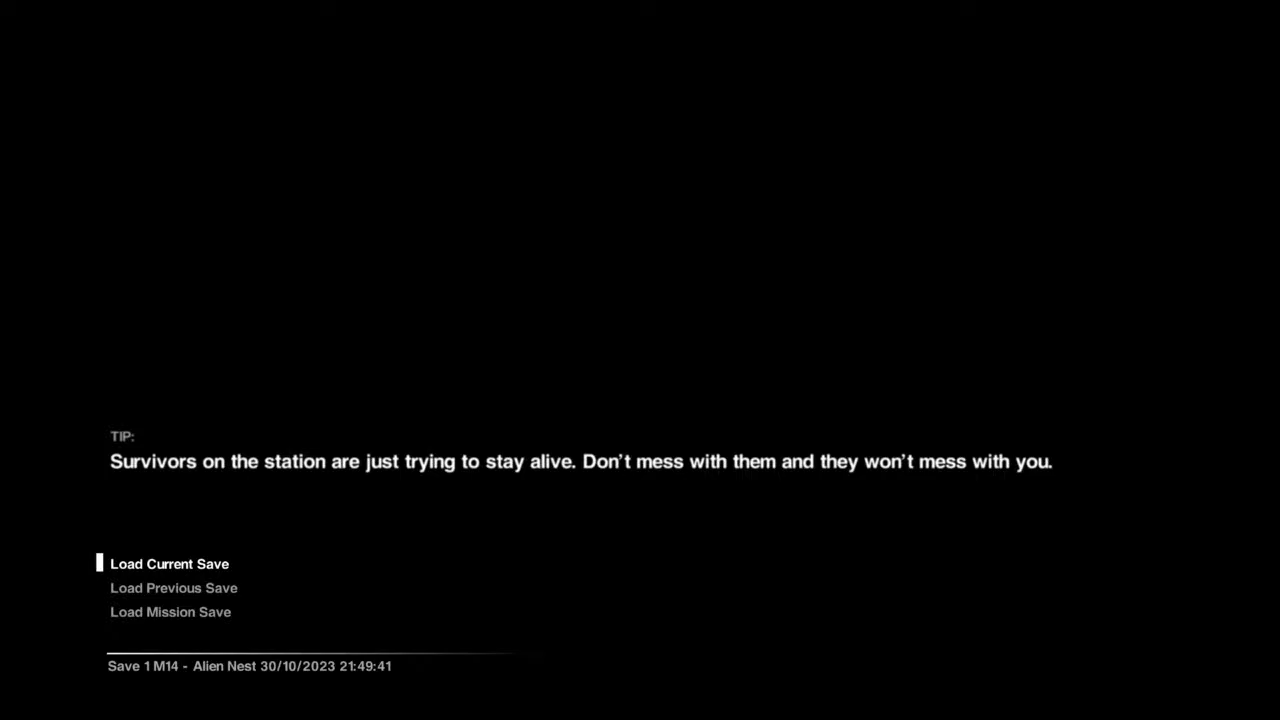 TIP:
Survivors on the station are just trying to stay alive. Don’t mess with them and they won’t mess with you.
Load Current Save
Load Previous Save
Load Mission Save
Save 1 M14 - Alien Nest 30/10/2023 21:49:41